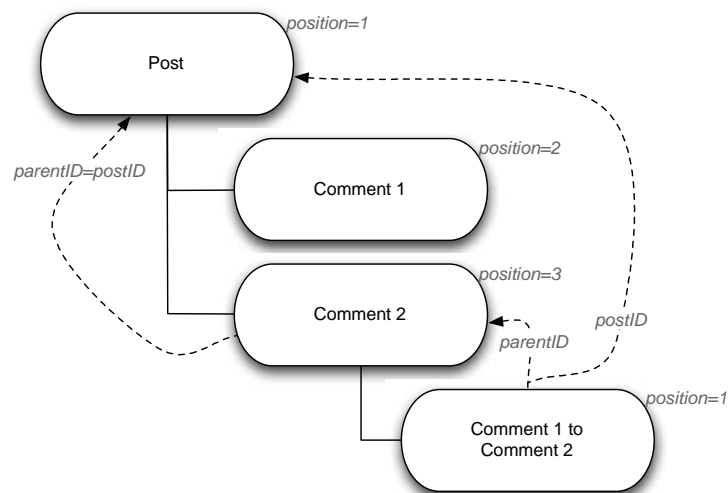 position=1
Post
parentID=postID
position=2
Comment 1
position=3
Comment 2
parentID
postID
position=1
Comment 1 to
Comment 2